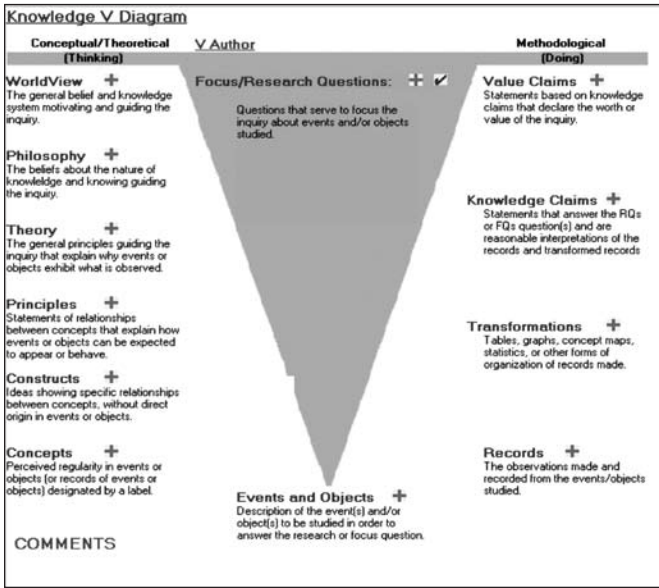 Knowledge V Diagram
Conceptual/Theoretical
(Thinking)
V Author
Methodological
(Doing)
WorldView
The general belief and knowledge
system motivating and guiding the
inquiry.
Philosophy
The beliefs about the nature of
knowleldge and knowing guiding
the inquiry.
Theory
The general principles guiding the
inquiry that explain why events or
objects exhibit what is observed.
Principles
Statements of relationships
between concepts that explain how
events or objects can be expected
to appear or behave.
Constructs
Ideas showing specific relationships
between concepts, without direct
origin in events or objects.
Concepts
Perceived regularity in events or
objects (or records of events or
objects) designated by a label.
COMMENTS
Focus/Research Questions:
Questions that serve to focus the
inquiry about events and/or objects
studied.
Events and Objects
Description of the event(s) and/or
object(s) to be studied in order to
answer the research or focus question.
Value Claims
Statements based on knowledge
claims that declare the worth or
value of the inquiry.
Knowledge Claims
Statements that answer the RQs
or FQs question(s) and are
reasonable interpretations of the
records and transformed records
Transformations
Tables, graphs, concept maps,
statistics, or other forms of
organization of records made.
Records
The observations made and
recorded from the events/objects
studied.